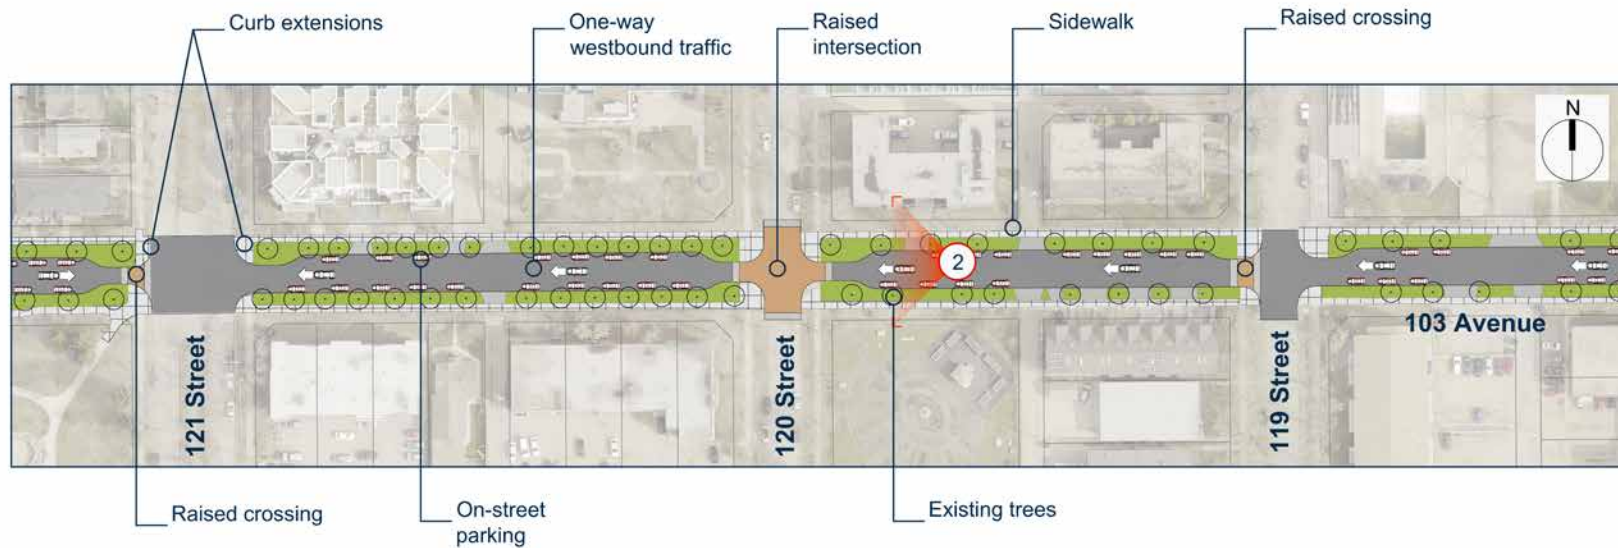 Curb extensions
One-way
westbound traffic
Raised
intersection
Sidewalk
Raised crossing
N
2
103 Avenue
121 Street
120 Street
119 Street
Raised crossing
On-street
parking
Existing trees